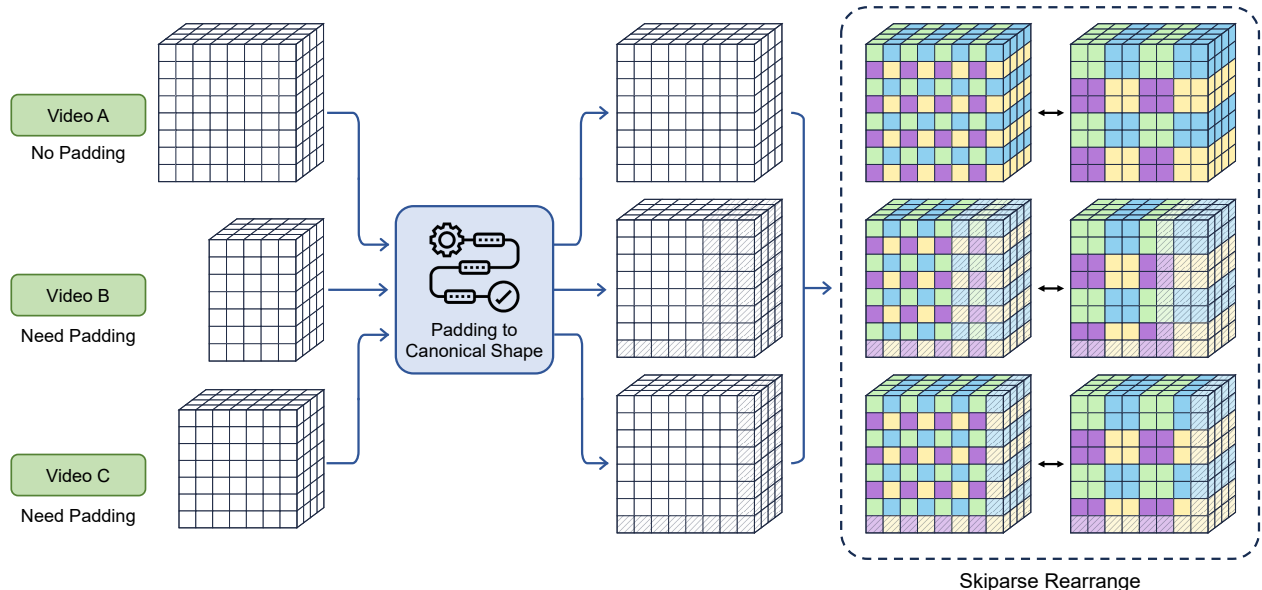 Video A
No Padding
Video B
Need Padding
Video C
Need Padding
Padding to
Canonical Shape
Skiparse Rearrange